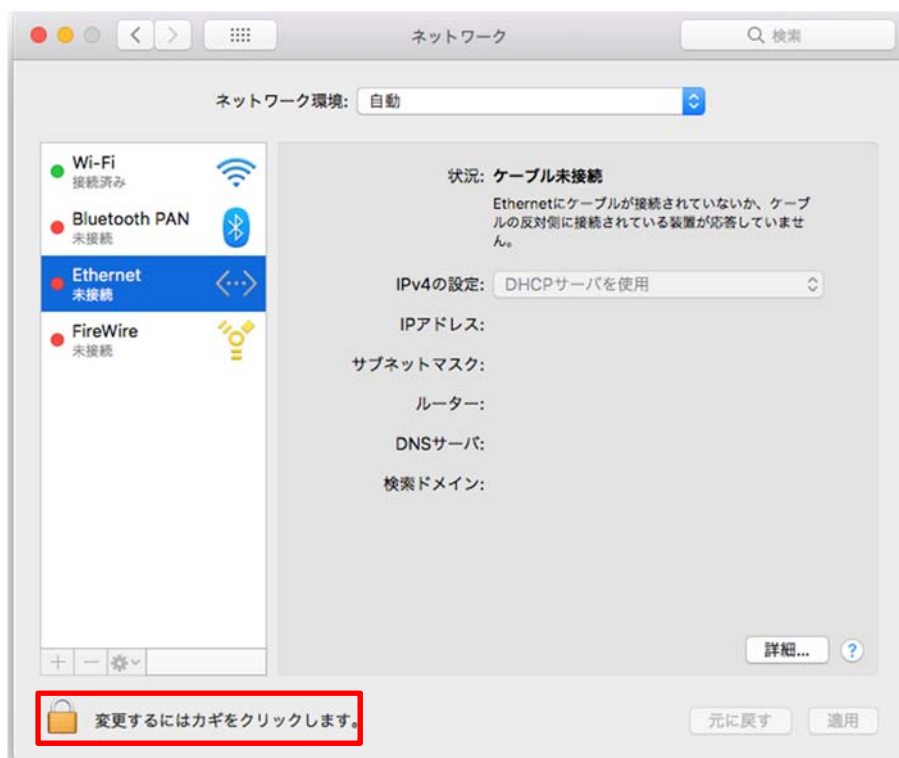 ネットワーク
検索
ネットワーク環境: 自動
Wi-Fi
接続済み
Bluetooth PAN
未接続
Ethernet
未接続
FireWire
未接続
状況: ケーブル未接続
Ethernetにケーブルが接続されていないか、ケーブ
ルの反対側に接続されている装置が応答していませ
ん。
IPv4の設定: DHCPサーバを使用
IPアドレス:
サブネットマスク:
ルーター:
DNSサーバ:
検索ドメイン:
詳細... ?
変更するにはカギをクリックします。
元に戻す 適用